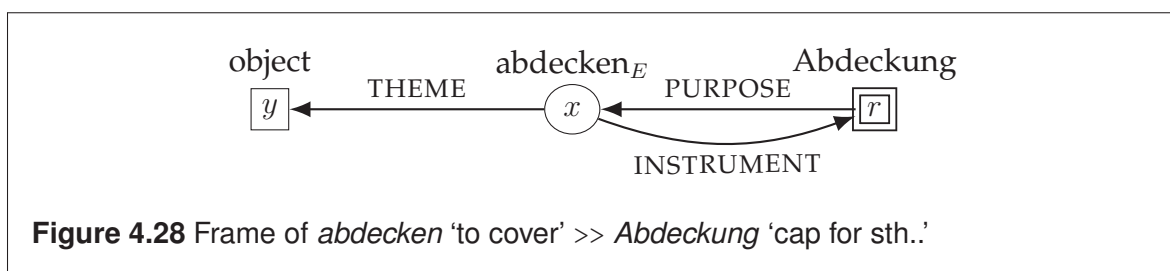 object abdecken_E Abdeckung
THEME PURPOSE
y x r
INSTRUMENT
Figure 4.28 Frame of abdecken ‘to cover’ >> Abdeckung ‘cap for sth..’